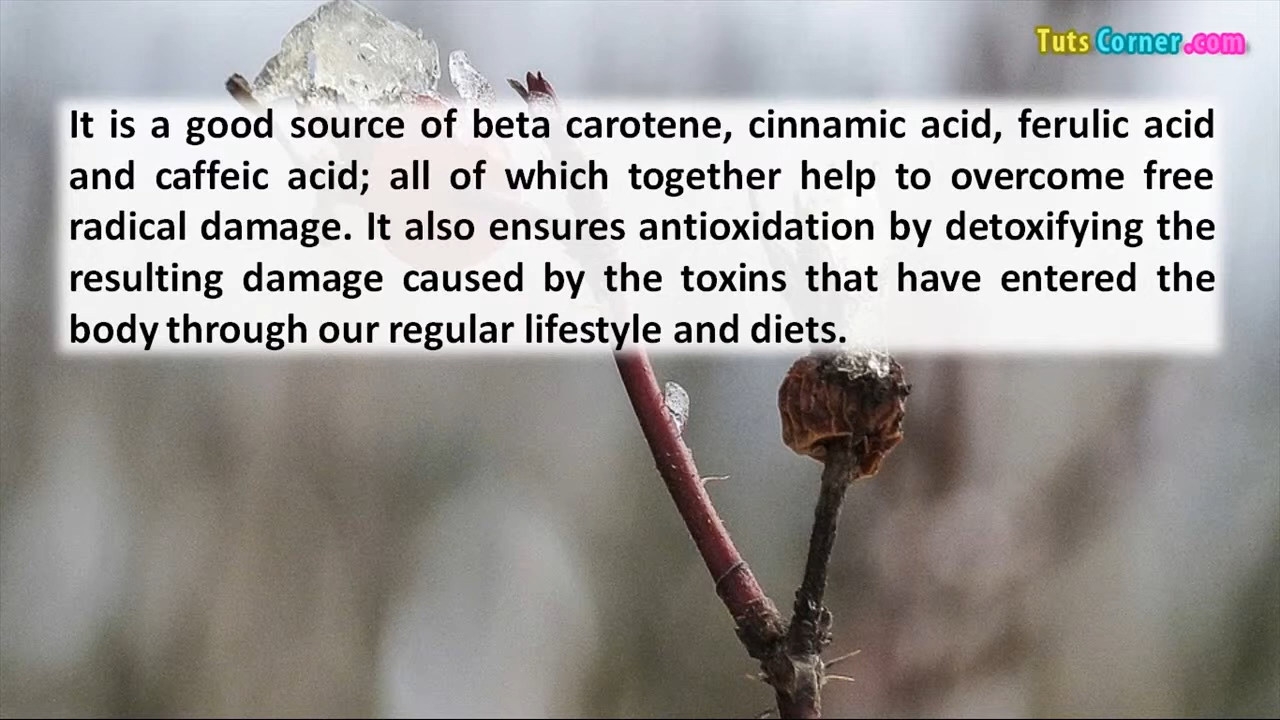 Tuts Corner.com
It is a good source of beta carotene, cinnamic acid, ferulic acid
and caffeic acid; all of which together help to overcome free
radical damage. It also ensures antioxidation by detoxifying the
resulting damage caused by the toxins that have entered the
body through our regular lifestyle and diets.